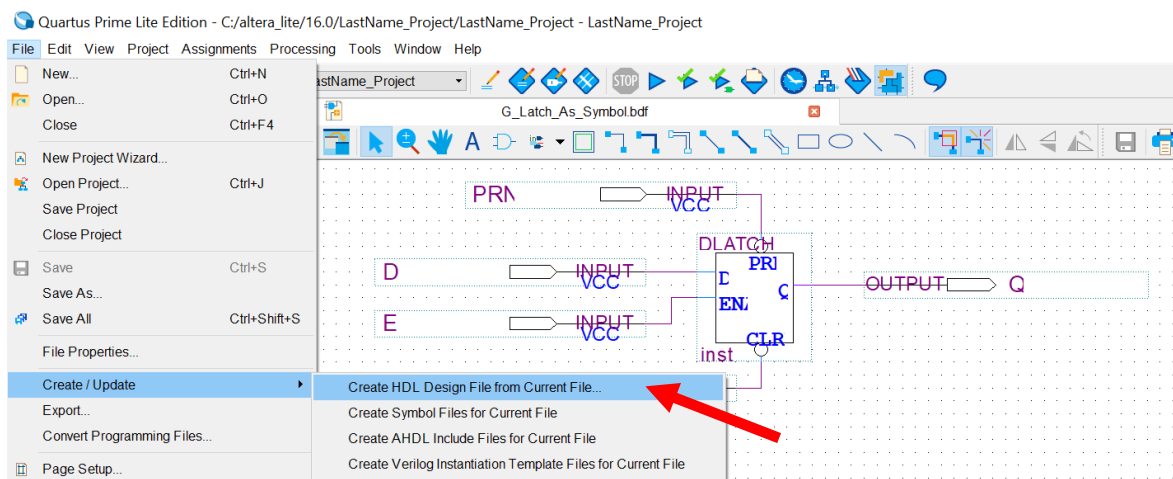 Quartus Prime Lite Edition - C:/altera_lite/16.0/LastName_Project/LastName_Project - LastName_Project
File Edit View Project Assignments Processing Tools Window Help
New... Ctrl+N
Open... Ctrl+O
Close Ctrl+F4
New Project Wizard...
Open Project... Ctrl+J
Save Project
Close Project
Save Ctrl+S
Save As...
Save All Ctrl+Shift+S
File Properties...
Create / Update
Export...
Convert Programming Files...
Page Setup...
Create HDL Design File from Current File...
Create Symbol Files for Current File
Create AHDL Include Files for Current File
Create Verilog Instantiation Template Files for Current File
astName_Project
STOP
G_Latch_As_Symbol.bdf
A
PRN INPUT
VCC
DLATCH
PRN
D INPUT
VCC
D
Q
OUTPUT Q
E INPUT
VCC
ENA
CLR
inst